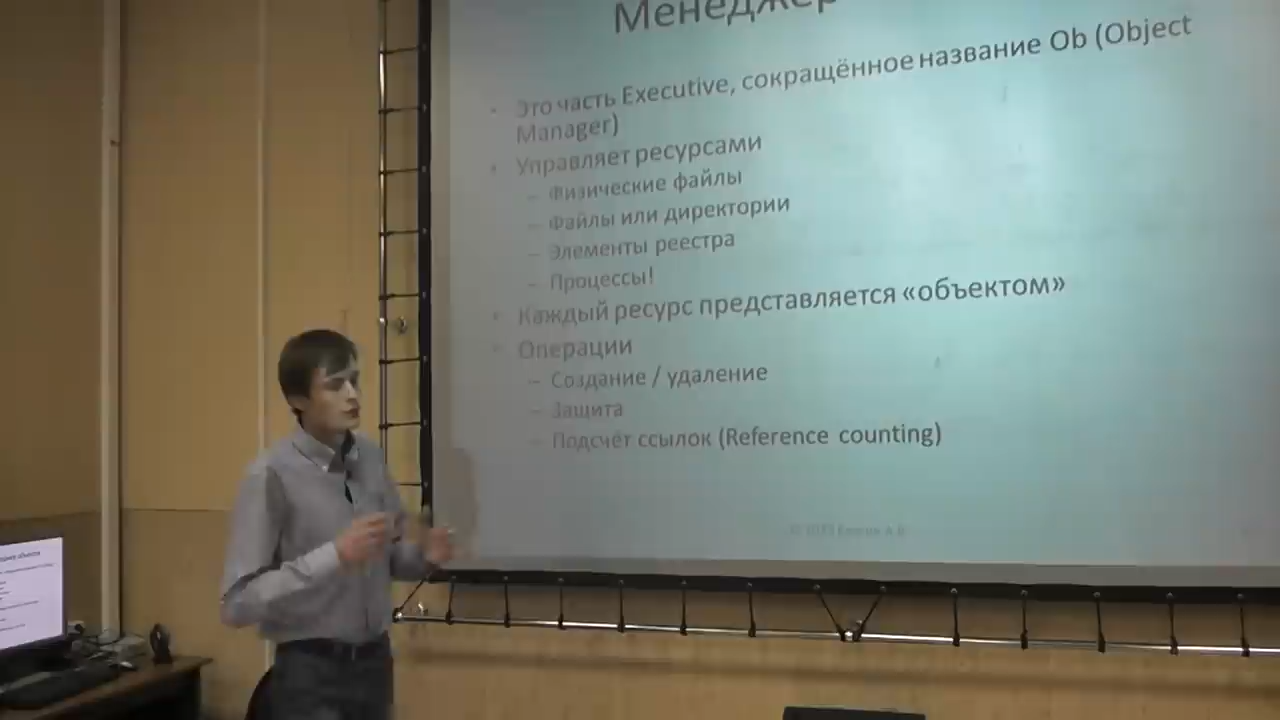 Менеджер
Это часть Executive, сокращённое название Ob (Object
Manager)
Управляет ресурсами
– Физические файлы
– Файлы или директории
– Элементы реестра
– Процессы!
Каждый ресурс представляется «объектом»
Операции
– Создание / удаление
– Защита
– Подсчёт ссылок (Reference counting)